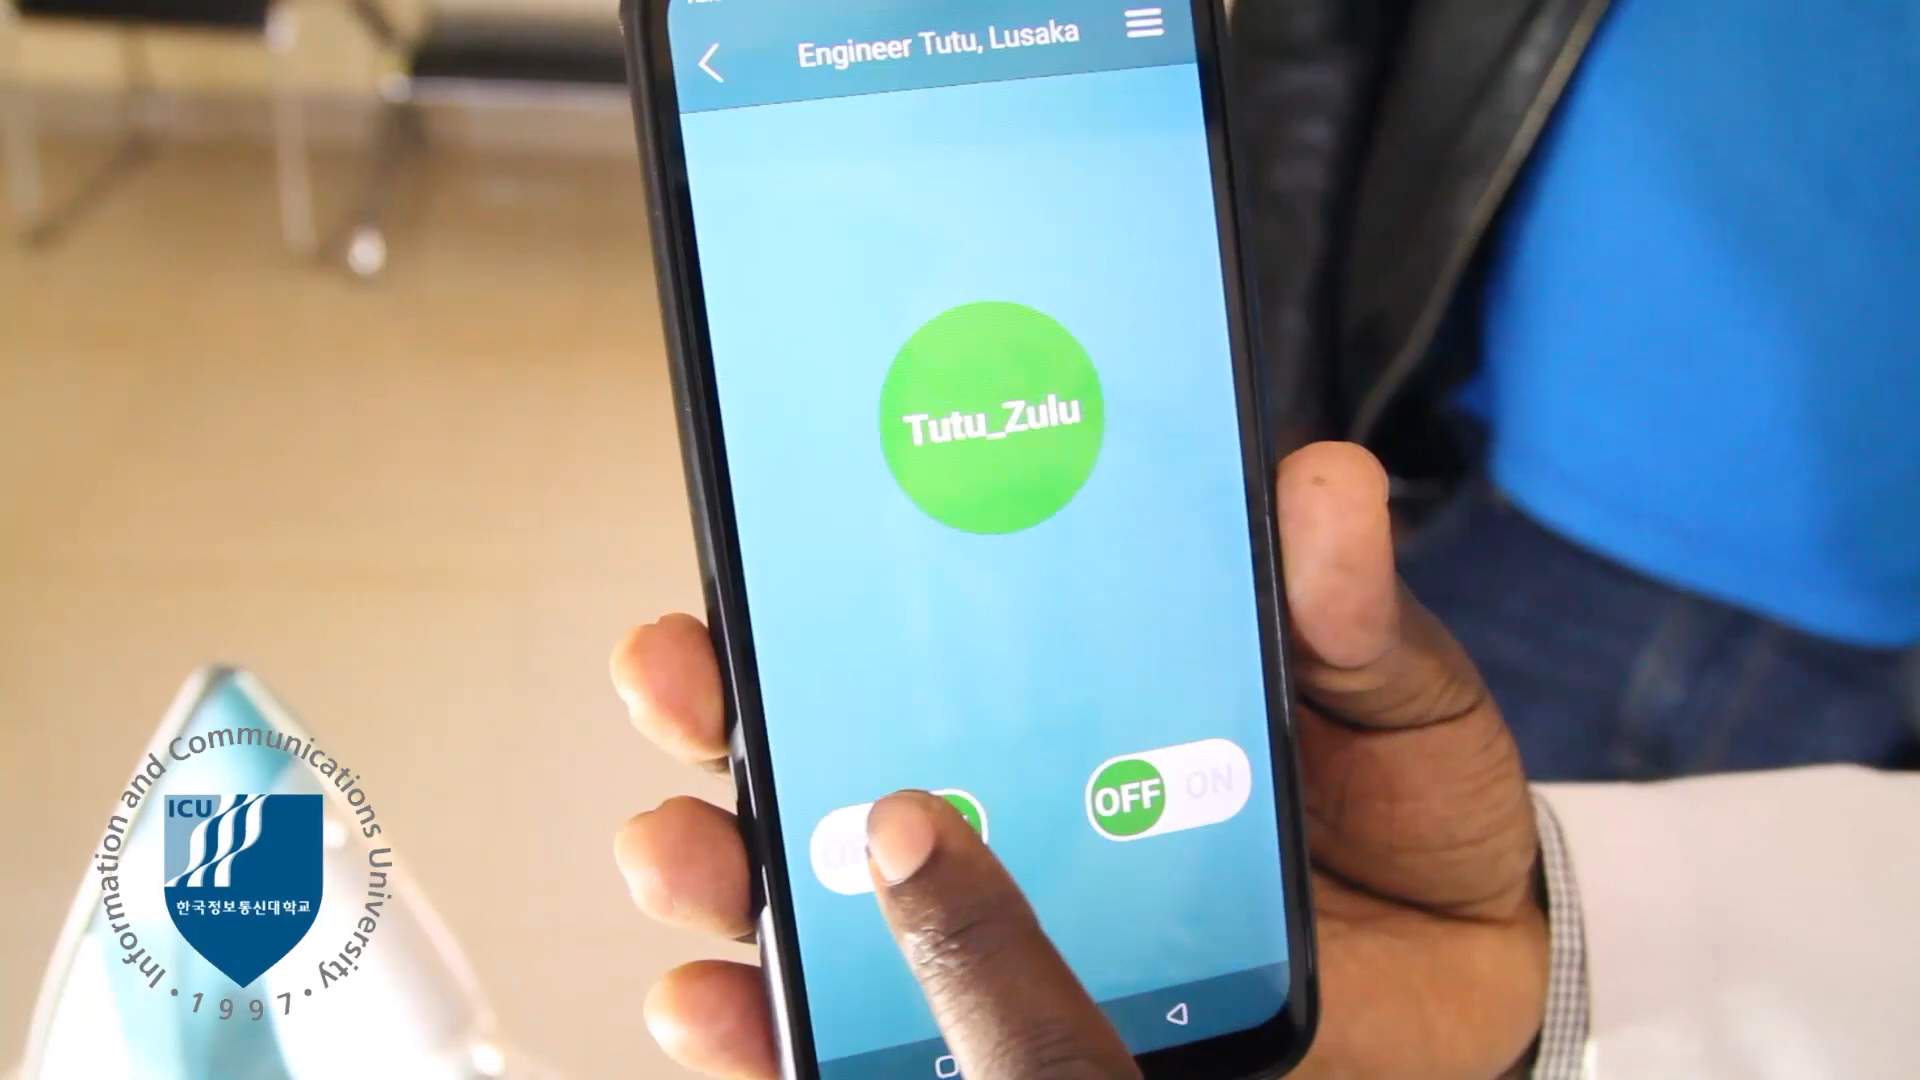 Engineer Tutu, Lusaka
Tutu_Zulu
OFF ON
Information and Communications University
ICU
한국정보통신대학교
• 1997 •